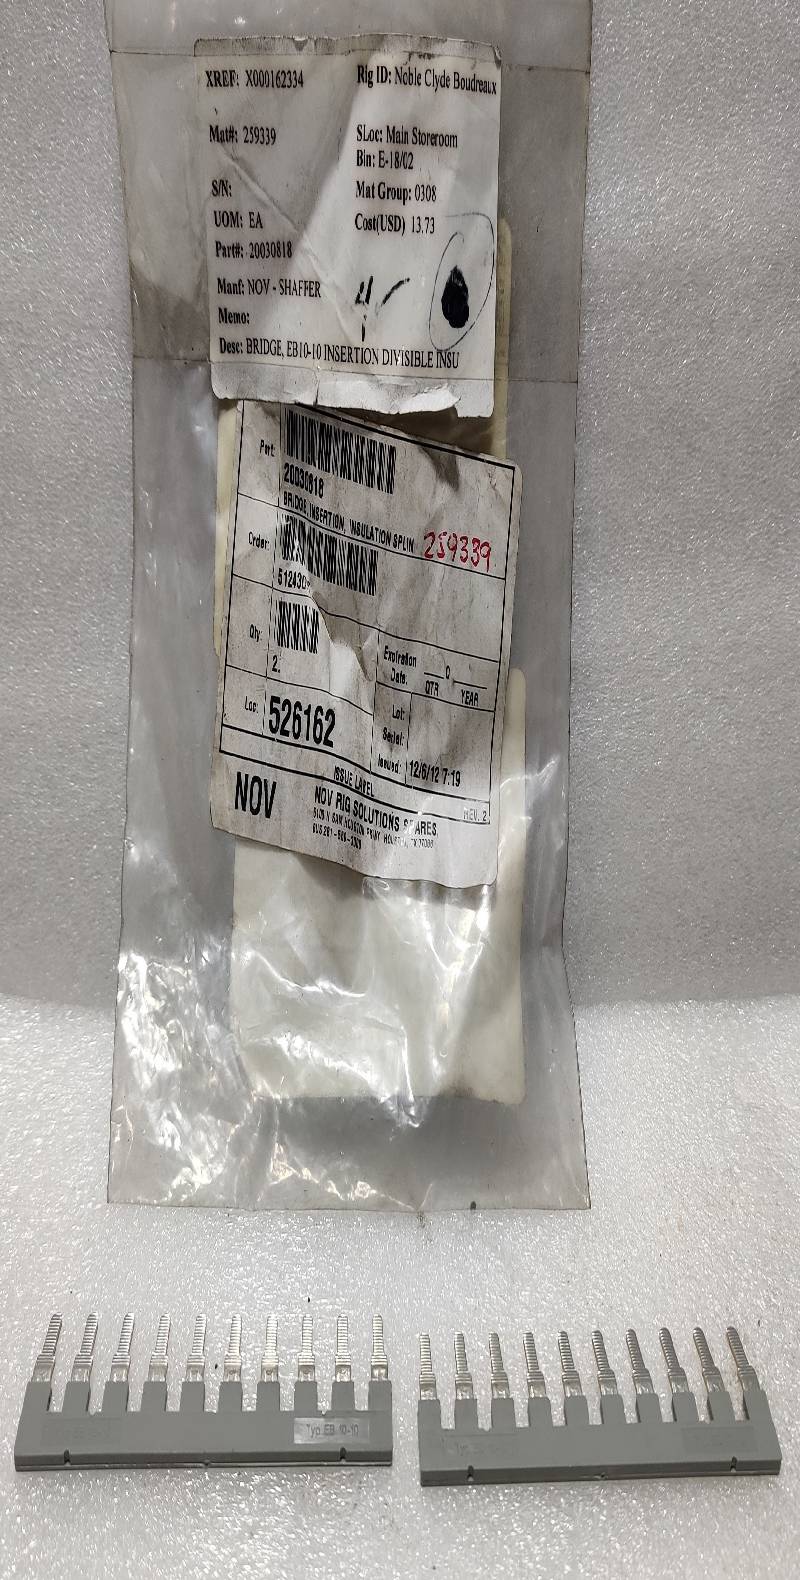 XREF: X000162334 Rig ID: Noble Clyde Boudreaux
Mat#: 259339 SLoc: Main Storeroom
Bin: E-18/02
S/N: Mat Group: 0308
UOM: EA Cost(USD) 13.73
Part#: 20030818
Manf: NOV - SHAFFER
Memo:
Desc: BRIDGE, EB10-10 INSERTION DIVISIBLE INSU
Part:
20030818
BRIDGE, INSERTION, INSULATION SPLIN 259339
Order:
512430
Qty:
2.
Expiration Date: 0 QTR YEAR
Loc: 526162
Lot:
Serial:
Issued: 12/6/12 7:19
ISSUE LABEL
REV. 2
NOV NOV RIG SOLUTIONS SPARES
Typ EB 10-10